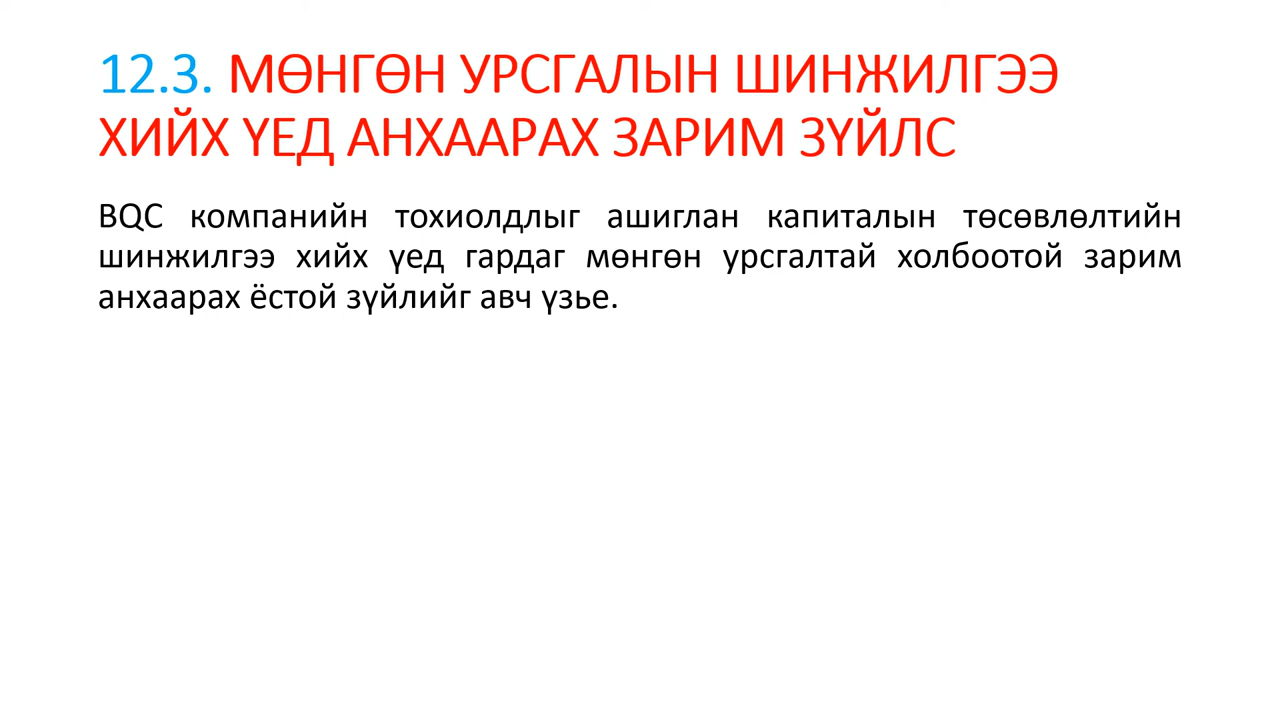 12.3. МӨНГӨН УРСГАЛЫН ШИНЖИЛГЭЭ
ХИЙХ ҮЕД АНХААРАХ ЗАРИМ ЗҮЙЛС
BQC компанийн тохиолдлыг ашиглан капиталын төсөвлөлтийн
шинжилгээ хийх үед гардаг мөнгөн урсгалтай холбоотой зарим
анхаарах ёстой зүйлийг авч үзье.